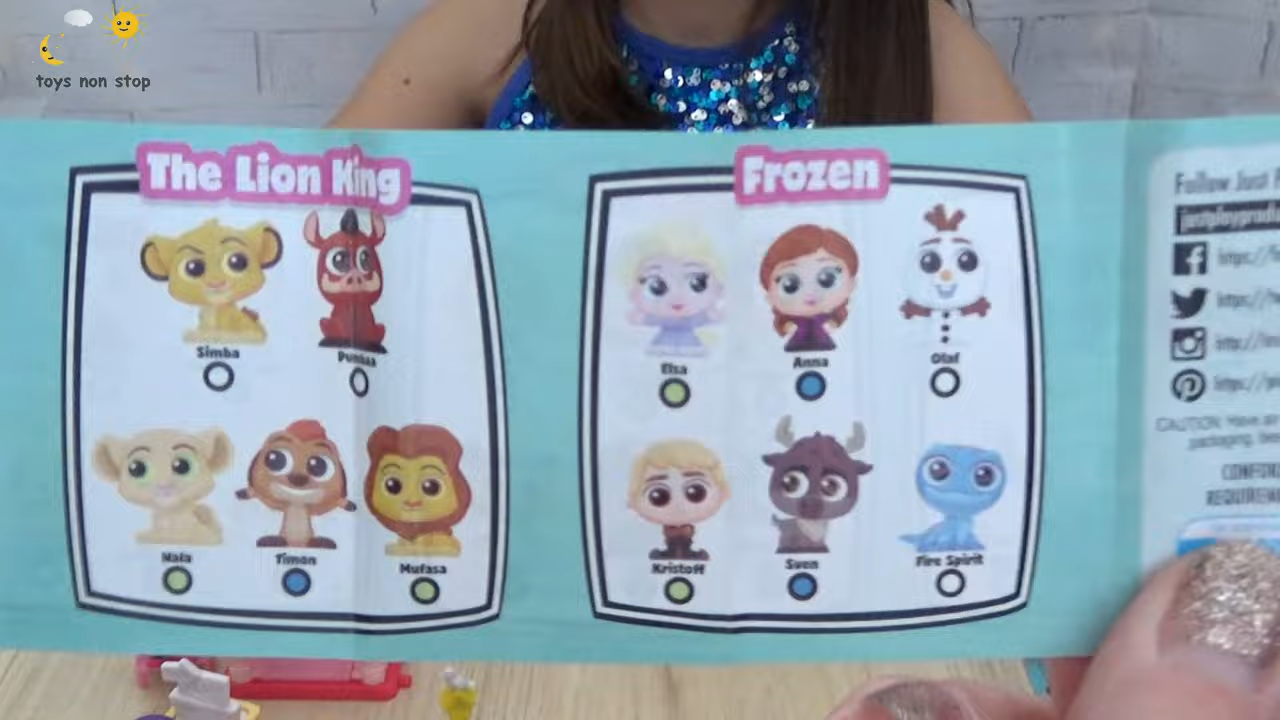 toys non stop
The Lion King
Simba
Pumbaa
Nala
Timon
Mufasa
Frozen
Elsa
Anna
Olaf
Kristoff
Sven
Fire Spirit
Follow Just
CAUTION: